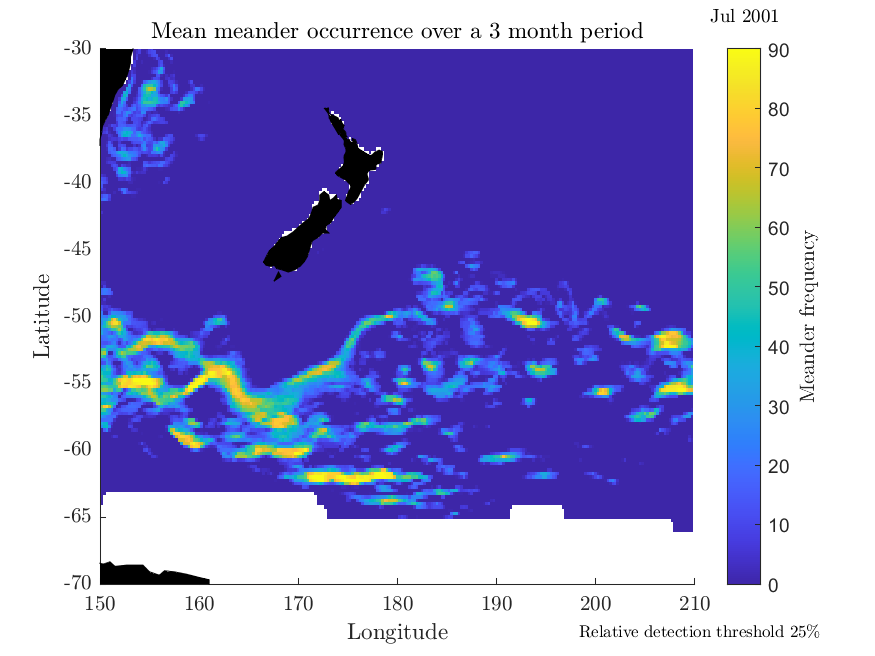 Jul 2001
Mean meander occurrence over a 3 month period
-30
-35
-40
-45
-50
-55
-60
-65
-70
Latitude
150 160 170 180 190 200 210
Longitude
90
80
70
60
50
40
30
20
10
0
Meander frequency
Relative detection threshold 25%